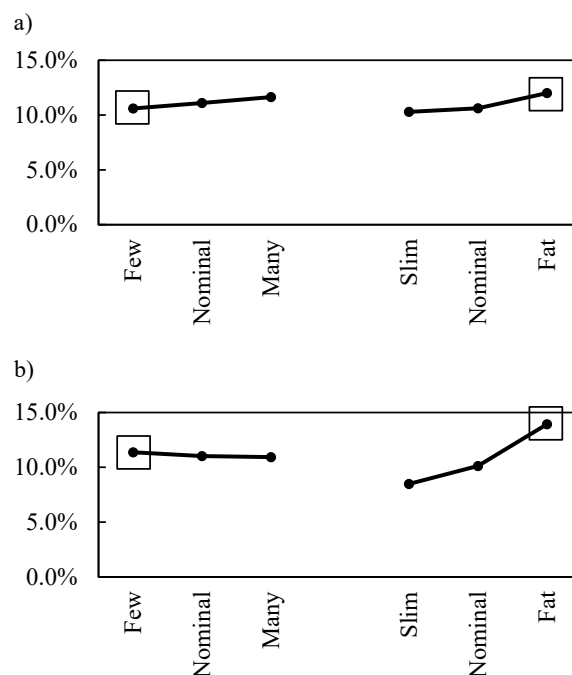 a)
15.0%
10.0%
5.0%
0.0%
Few
Nominal
Many
Slim
Nominal
Fat
b)
15.0%
10.0%
5.0%
0.0%
Few
Nominal
Many
Slim
Nominal
Fat